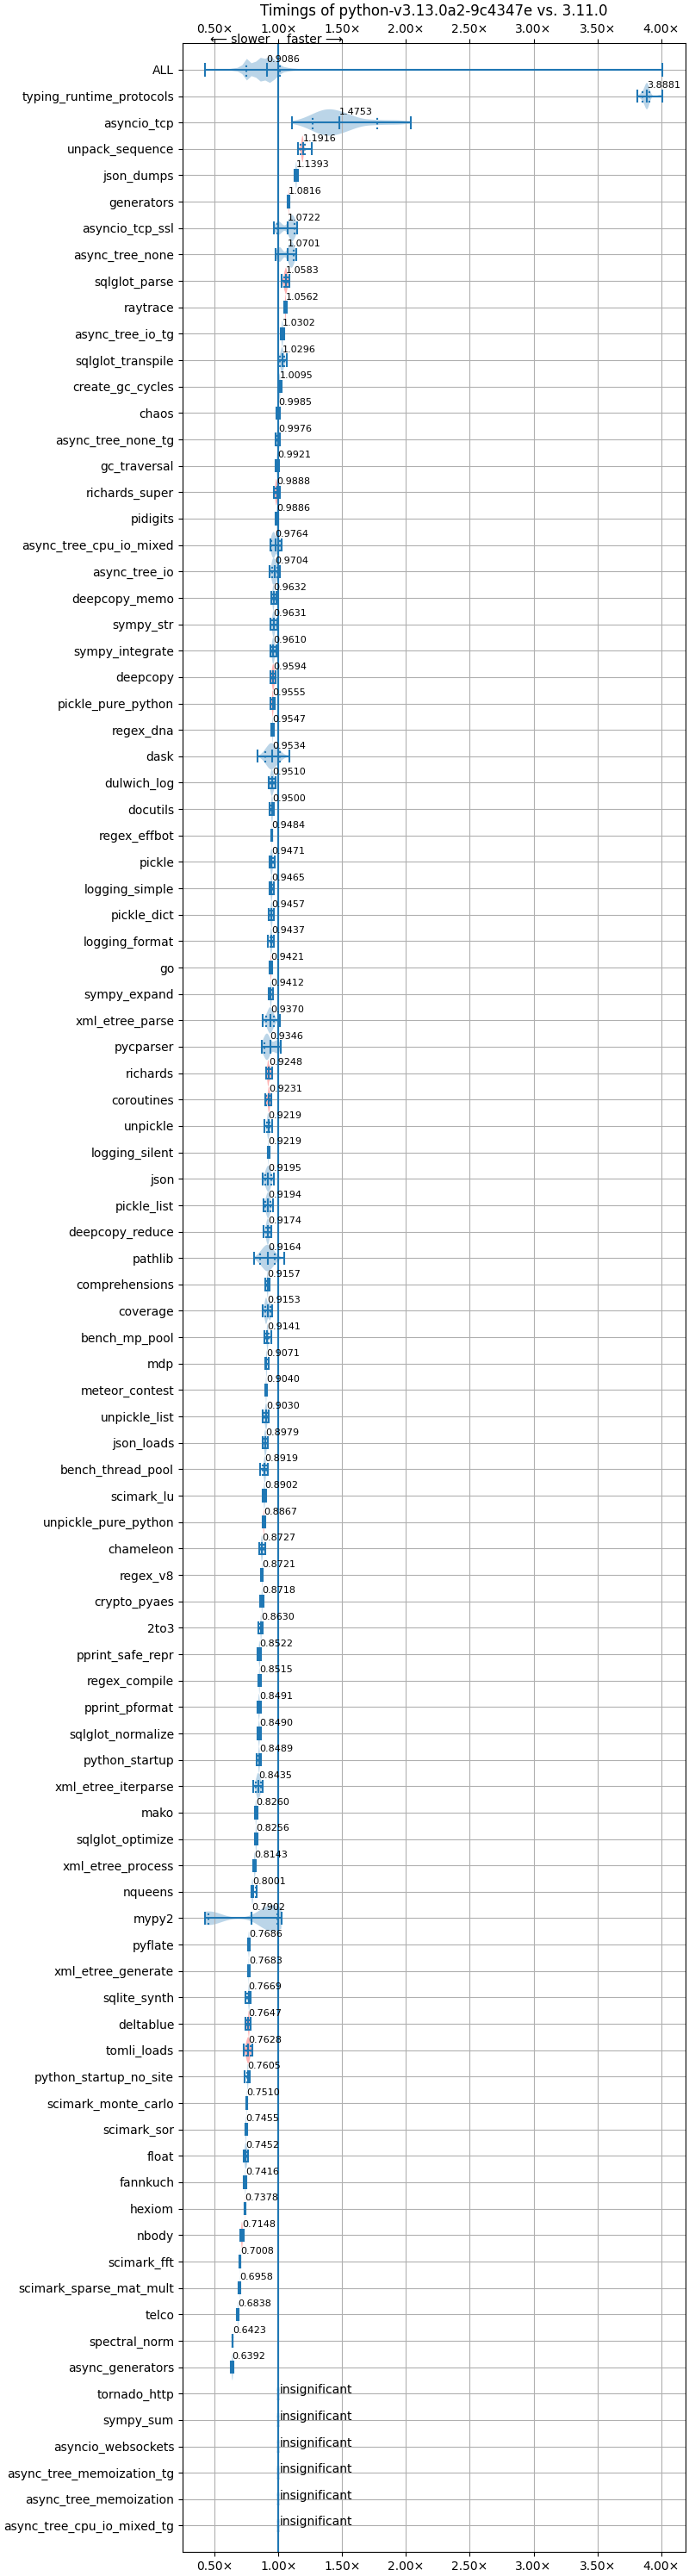 Timings of python-v3.13.0a2-9c4347e vs. 3.11.0
0.50× 1.00× 1.50× 2.00× 2.50× 3.00× 3.50× 4.00×
⟵ slower faster ⟶
ALL 0.9086
typing_runtime_protocols 3.8881
asyncio_tcp 1.4753
unpack_sequence 1.1916
json_dumps 1.1393
generators 1.0816
asyncio_tcp_ssl 1.0722
async_tree_none 1.0701
sqlglot_parse 1.0583
raytrace 1.0562
async_tree_io_tg 1.0302
sqlglot_transpile 1.0296
create_gc_cycles 1.0095
chaos 0.9985
async_tree_none_tg 0.9976
gc_traversal 0.9921
richards_super 0.9888
pidigits 0.9886
async_tree_cpu_io_mixed 0.9764
async_tree_io 0.9704
deepcopy_memo 0.9632
sympy_str 0.9631
sympy_integrate 0.9610
deepcopy 0.9594
pickle_pure_python 0.9555
regex_dna 0.9547
dask 0.9534
dulwich_log 0.9510
docutils 0.9500
regex_effbot 0.9484
pickle 0.9471
logging_simple 0.9465
pickle_dict 0.9457
logging_format 0.9437
go 0.9421
sympy_expand 0.9412
xml_etree_parse 0.9370
pycparser 0.9346
richards 0.9248
coroutines 0.9231
unpickle 0.9219
logging_silent 0.9219
json 0.9195
pickle_list 0.9194
deepcopy_reduce 0.9174
pathlib 0.9164
comprehensions 0.9157
coverage 0.9153
bench_mp_pool 0.9141
mdp 0.9071
meteor_contest 0.9040
unpickle_list 0.9030
json_loads 0.8979
bench_thread_pool 0.8919
scimark_lu 0.8902
unpickle_pure_python 0.8867
chameleon 0.8727
regex_v8 0.8721
crypto_pyaes 0.8718
2to3 0.8630
pprint_safe_repr 0.8522
regex_compile 0.8515
pprint_pformat 0.8491
sqlglot_normalize 0.8490
python_startup 0.8489
xml_etree_iterparse 0.8435
mako 0.8260
sqlglot_optimize 0.8256
xml_etree_process 0.8143
nqueens 0.8001
mypy2 0.7902
pyflate 0.7686
xml_etree_generate 0.7683
sqlite_synth 0.7669
deltablue 0.7647
tomli_loads 0.7628
python_startup_no_site 0.7605
scimark_monte_carlo 0.7510
scimark_sor 0.7455
float 0.7452
fannkuch 0.7416
hexiom 0.7378
nbody 0.7148
scimark_fft 0.7008
scimark_sparse_mat_mult 0.6958
telco 0.6838
spectral_norm 0.6423
async_generators 0.6392
tornado_http insignificant
sympy_sum insignificant
asyncio_websockets insignificant
async_tree_memoization_tg insignificant
async_tree_memoization insignificant
async_tree_cpu_io_mixed_tg insignificant
0.50× 1.00× 1.50× 2.00× 2.50× 3.00× 3.50× 4.00×